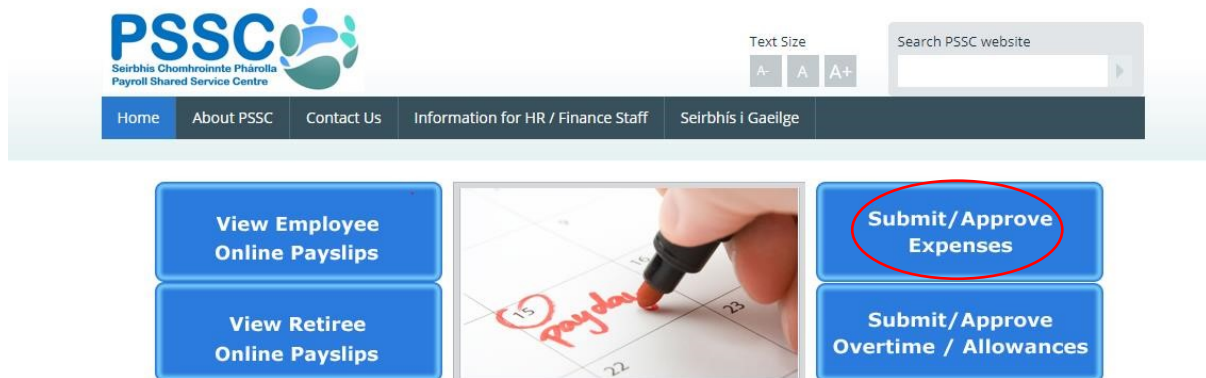 PSSC
Seirbhís Chomhroinnte Phárolla
Payroll Shared Service Centre
Text Size
A- A A+
Search PSSC website
Home About PSSC Contact Us Information for HR / Finance Staff Seirbhís i Gaeilge
View Employee
Online Payslips
View Retiree
Online Payslips
16
15
payday
23
22
Submit/Approve
Expenses
Submit/Approve
Overtime / Allowances